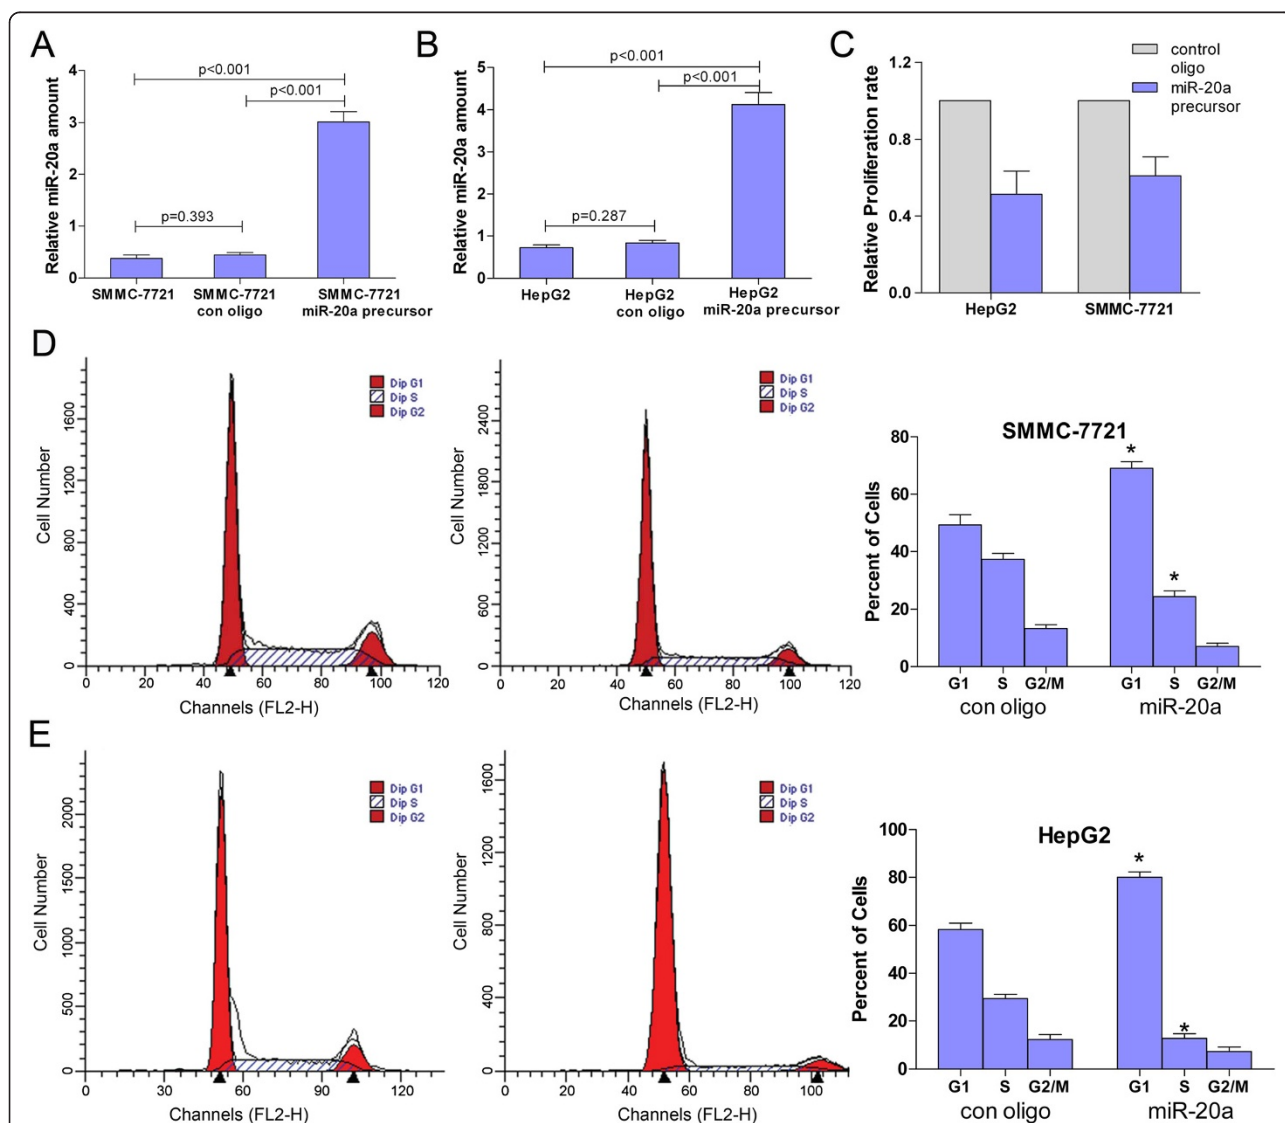 A
Relative miR-20a amount
4
3
2
1
0
p<0.001
p<0.001
p=0.393
SMMC-7721
SMMC-7721
con oligo
SMMC-7721
miR-20a precursor
B
Relative miR-20a amount
5
4
3
2
1
0
p<0.001
p<0.001
p=0.287
HepG2
HepG2
con oligo
HepG2
miR-20a precursor
C
Relative Proliferation rate
1.2
0.8
0.4
0.0
control
oligo
miR-20a
precursor
HepG2
SMMC-7721
D
Cell Number
1600
1200
800
400
0
Dip G1
Dip S
Dip G2
0 20 40 60 80 100 120
Channels (FL2-H)
Cell Number
2400
1800
1200
600
0
Dip G1
Dip S
Dip G2
0 20 40 60 80 100 120
Channels (FL2-H)
SMMC-7721
Percent of Cells
80
60
40
20
0
* *
G1 S G2/M G1 S G2/M
con oligo miR-20a
E
Cell Number
2000
1500
1000
500
0
Dip G1
Dip S
Dip G2
0 30 60 90 120
Channels (FL2-H)
Cell Number
1600
1200
800
400
0
Dip G1
Dip S
Dip G2
0 20 40 60 80 100
Channels (FL2-H)
HepG2
Percent of Cells
100
80
60
40
20
0
* *
G1 S G2/M G1 S G2/M
con oligo miR-20a